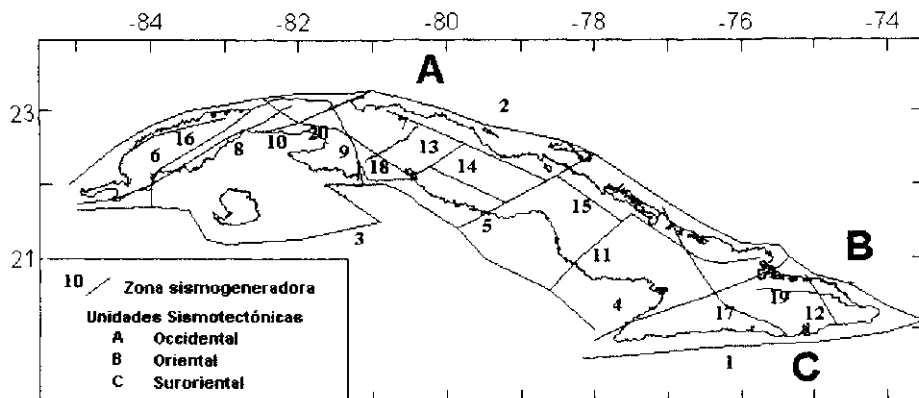 -84 -82 -80 -78 -76 -74
A
23
2
7
16
20
10
6
8
9
13
18
14
15
5
3
B
21
11
10 Zona sismogeneradora
19
4
17
12
Unidades Sismotectónicas
A Occidental
1
C
B Oriental
C Suroriental